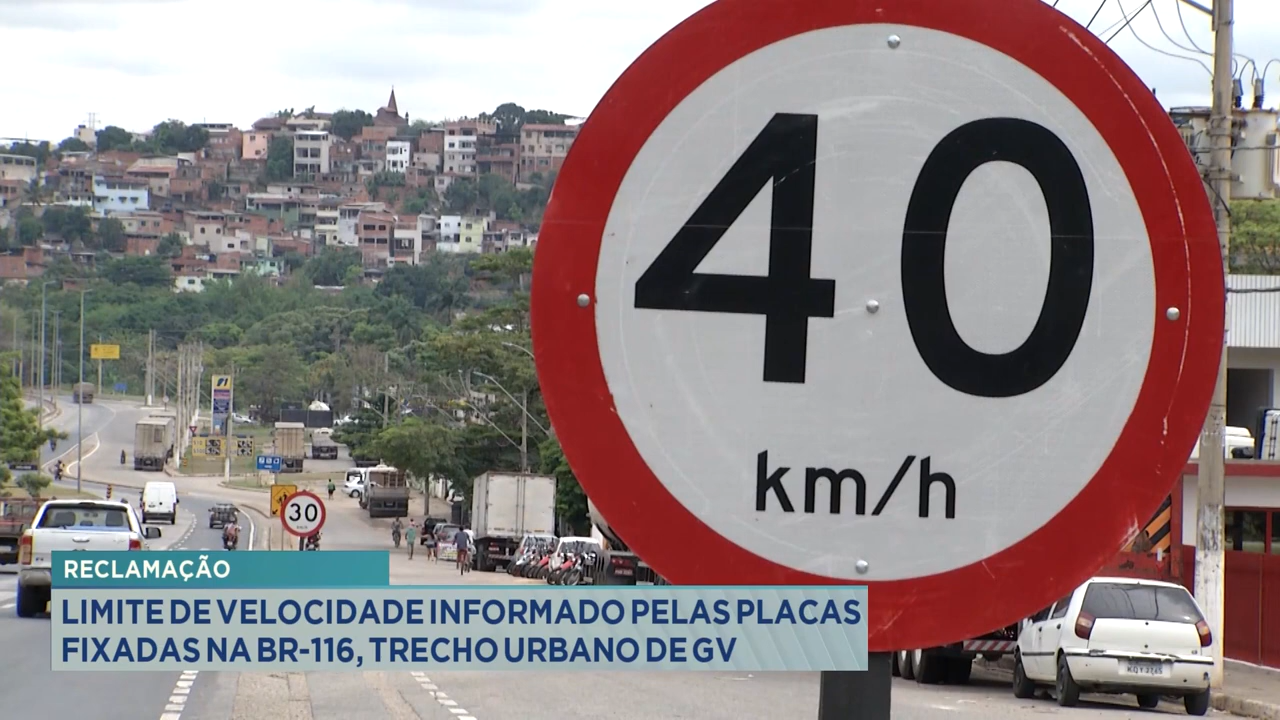 40
km/h
30
RECLAMAÇÃO
LIMITE DE VELOCIDADE INFORMADO PELAS PLACAS
FIXADAS NA BR-116, TRECHO URBANO DE GV